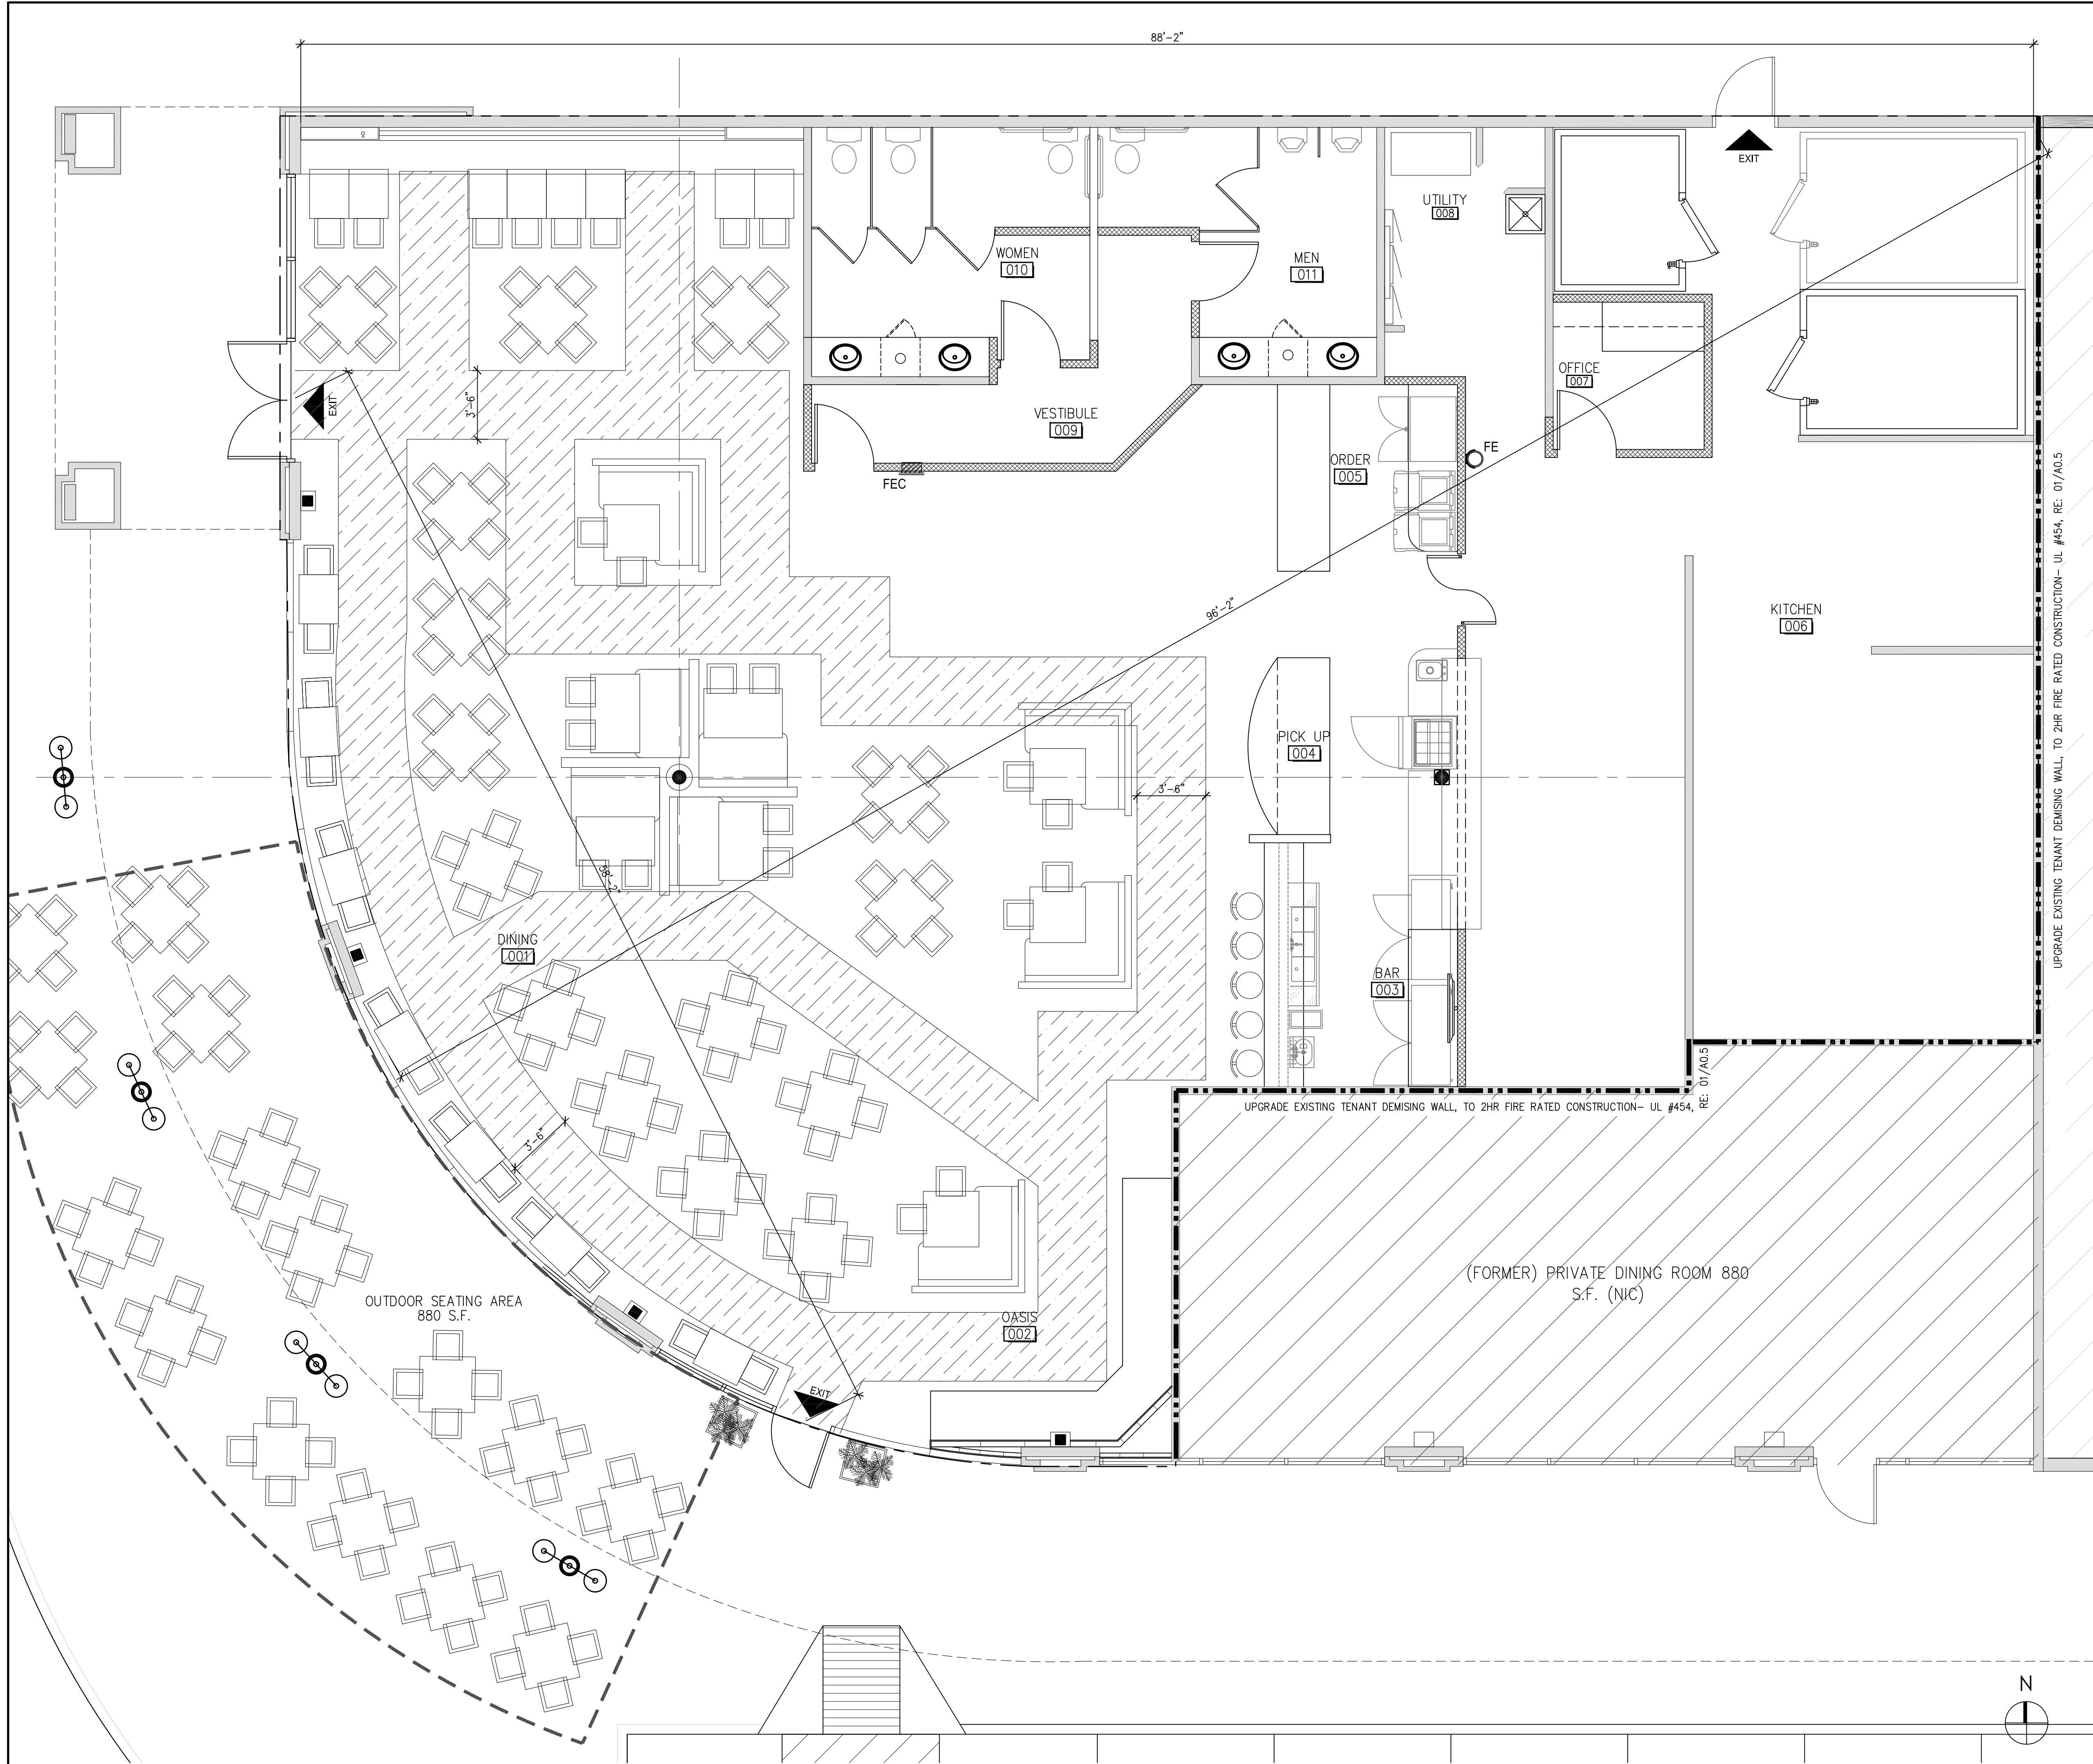 88'-2"
EXIT
UTILITY
008
WOMEN
010
MEN
011
OFFICE
007
EXIT
3'-6"
VESTIBULE
009
FEC
ORDER
005
FE
UPGRADE EXISTING TENANT DEMISING WALL, TO 2HR FIRE RATED CONSTRUCTION- UL #454, RE: 01/A0.5
96'-2"
KITCHEN
006
PICK UP
004
3'-6"
58'-2"
DINING
001
BAR
003
3'-6"
UPGRADE EXISTING TENANT DEMISING WALL, TO 2HR FIRE RATED CONSTRUCTION- UL #454,
RE: 01/A0.5
(FORMER) PRIVATE DINING ROOM 880
S.F. (NIC)
OUTDOOR SEATING AREA
880 S.F.
OASIS
002
EXIT
N